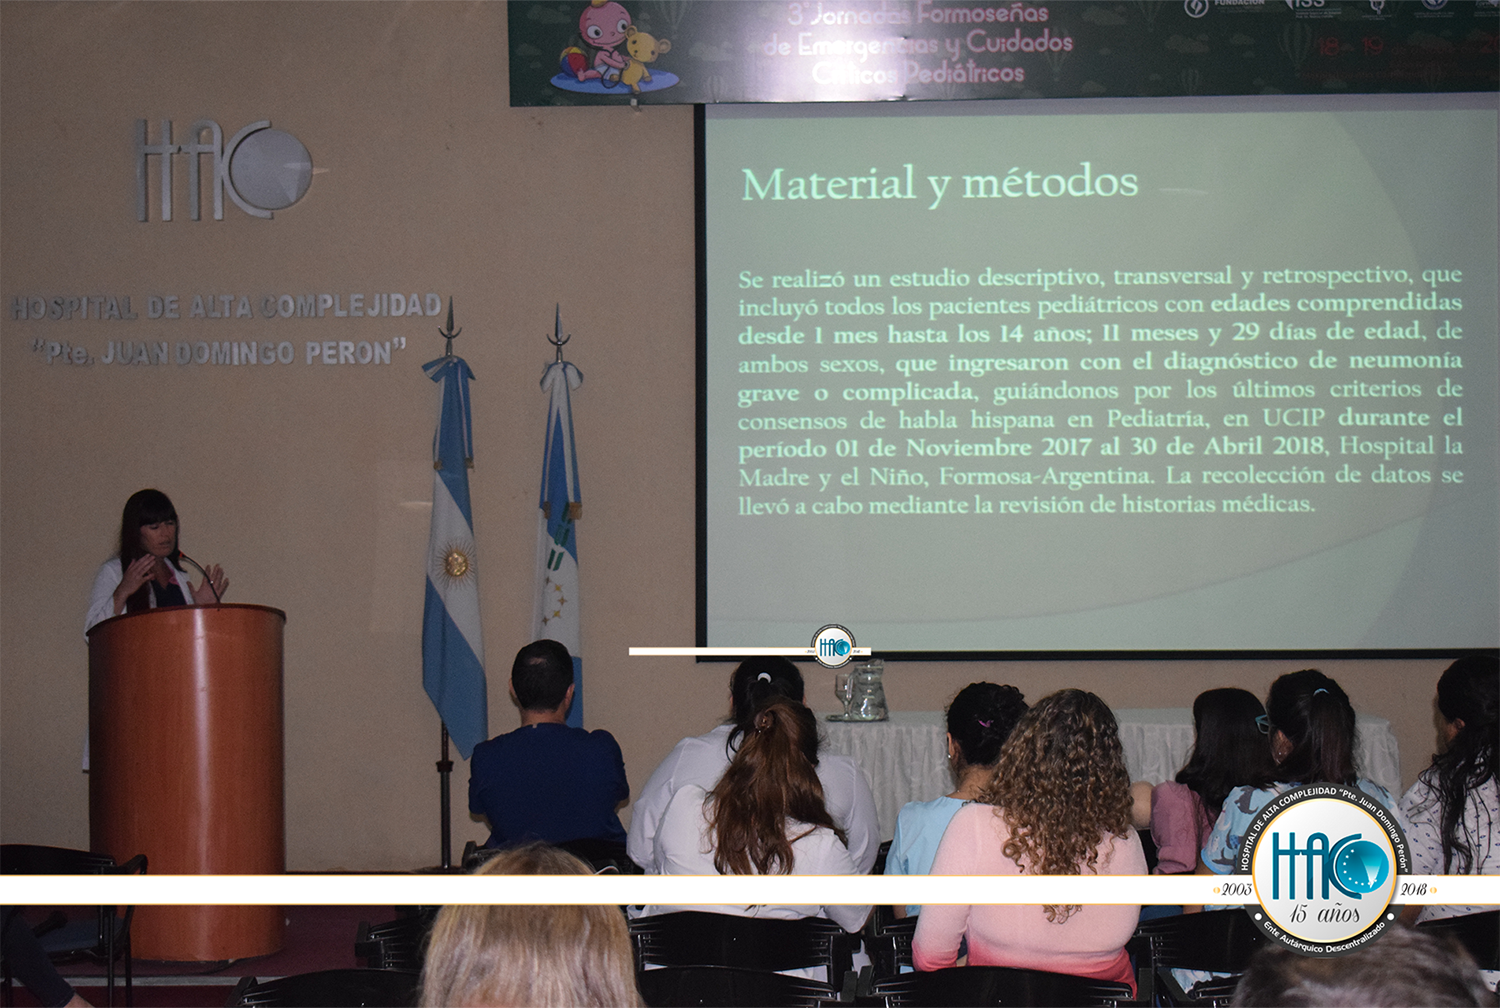 3° Jornadas Formoseñas
de Emergencias y Cuidados
Críticos Pediátricos
FUNDACIÓN
18 - 19
HAC
HOSPITAL DE ALTA COMPLEJIDAD
"Pte. JUAN DOMINGO PERON"
Material y métodos
Se realizó un estudio descriptivo, transversal y retrospectivo, que
incluyó todos los pacientes pediátricos con edades comprendidas
desde 1 mes hasta los 14 años; II meses y 29 días de edad, de
ambos sexos, que ingresaron con el diagnóstico de neumonía
grave o complicada, guiándonos por los últimos criterios de
consensos de habla hispana en Pediatría, en UCIP durante el
período 01 de Noviembre 2017 al 30 de Abril 2018, Hospital la
Madre y el Niño, Formosa-Argentina. La recolección de datos se
llevó a cabo mediante la revisión de historias médicas.
HAC
HOSPITAL DE ALTA COMPLEJIDAD "Pte. Juan Domingo Perón"
2003 HAC 2018
15 años
Ente Autárquico Descentralizado